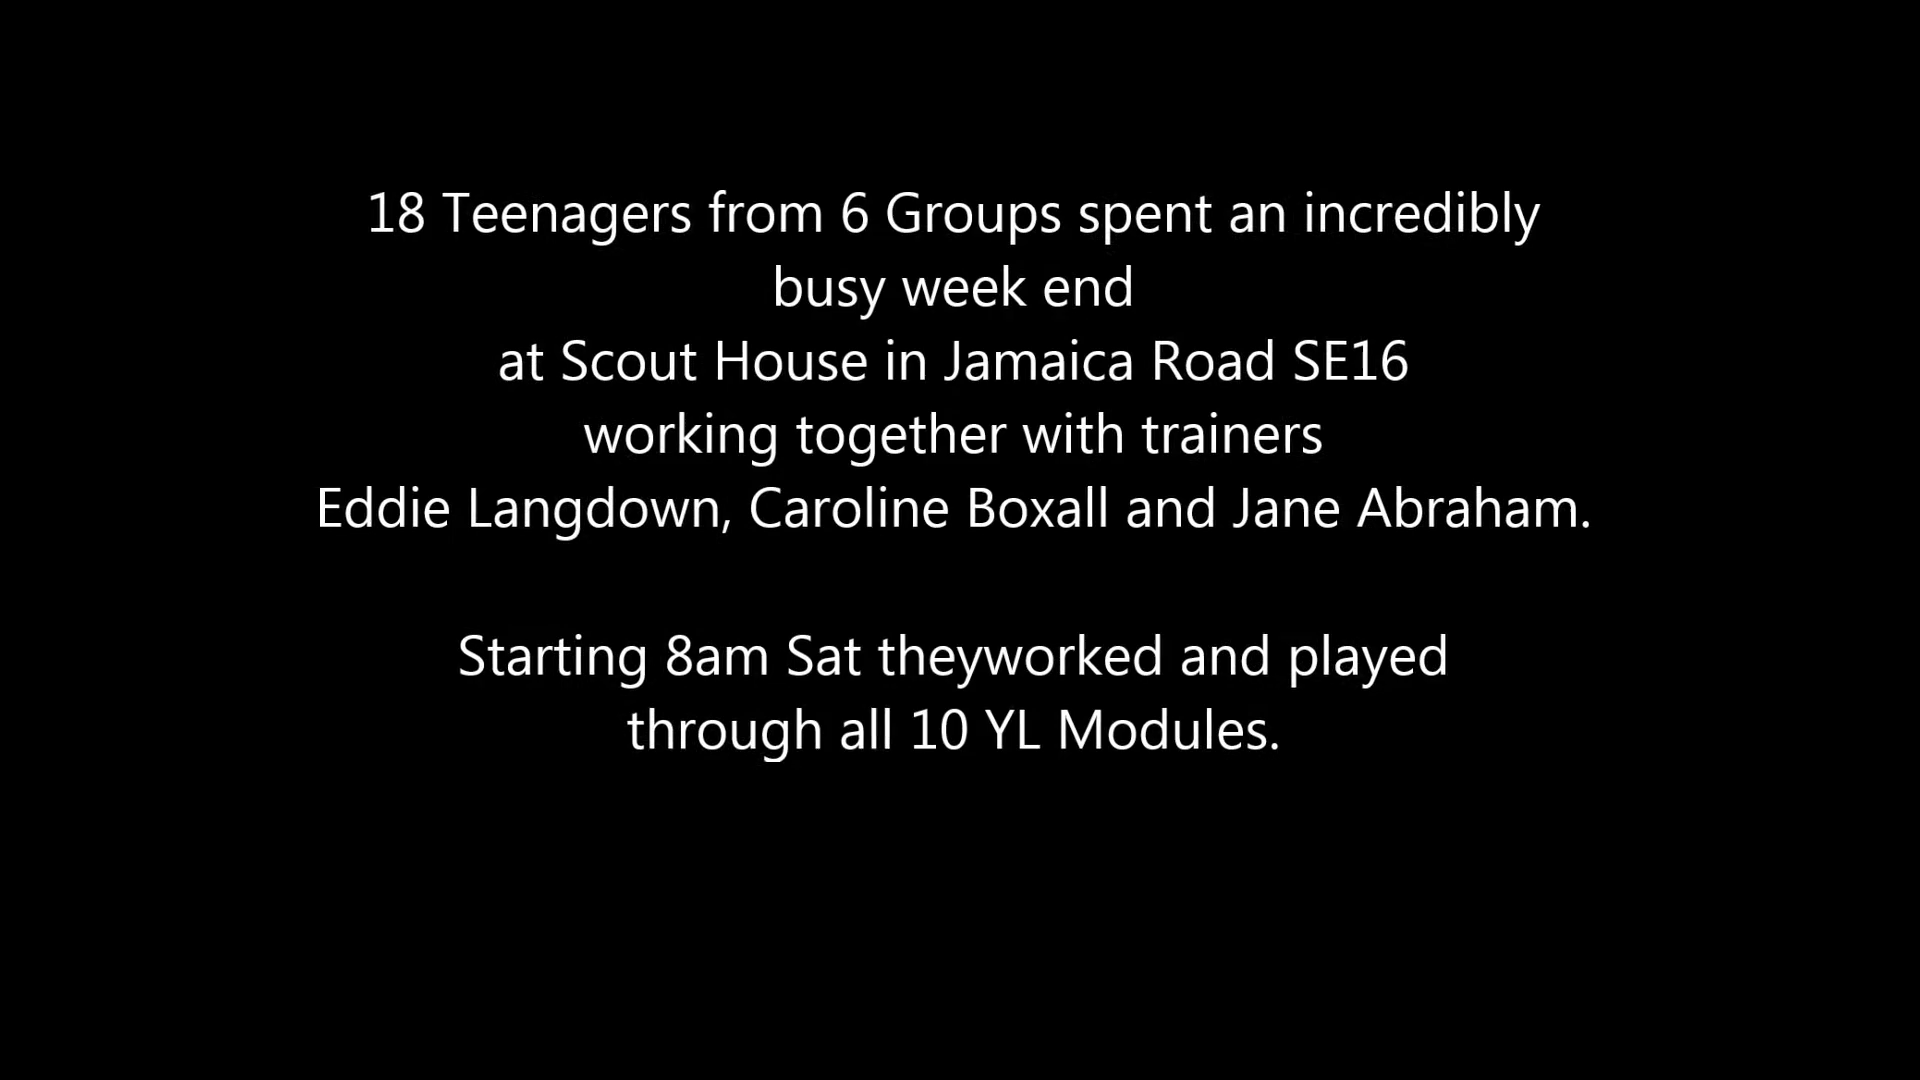 18 Teenagers from 6 Groups spent an incredibly
busy week end
at Scout House in Jamaica Road SE16
working together with trainers
Eddie Langdown, Caroline Boxall and Jane Abraham.
Starting 8am Sat theyworked and played
through all 10 YL Modules.